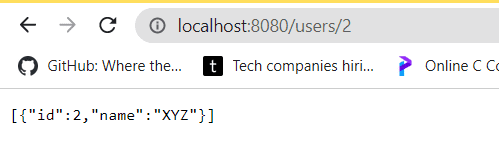 localhost:8080/users/2
GitHub: Where the... Tech companies hiri... Online C Co
[{"id":2,"name":"XYZ"}]